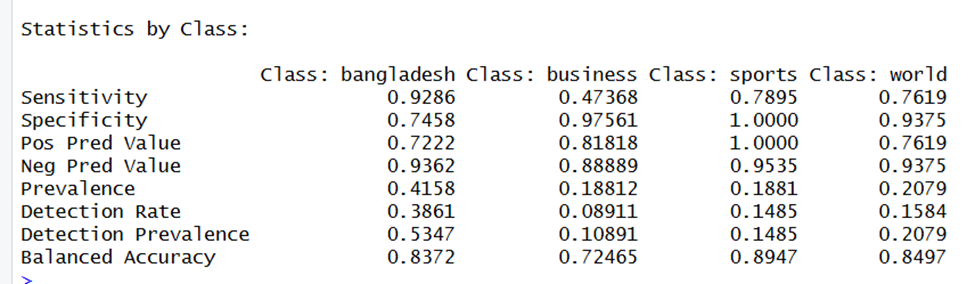 Statistics by Class:
Class: bangladesh Class: business Class: sports Class: world
Sensitivity 0.9286 0.47368 0.7895 0.7619
Specificity 0.7458 0.97561 1.0000 0.9375
Pos Pred Value 0.7222 0.81818 1.0000 0.7619
Neg Pred Value 0.9362 0.88889 0.9535 0.9375
Prevalence 0.4158 0.18812 0.1881 0.2079
Detection Rate 0.3861 0.08911 0.1485 0.1584
Detection Prevalence 0.5347 0.10891 0.1485 0.2079
Balanced Accuracy 0.8372 0.72465 0.8947 0.8497
>